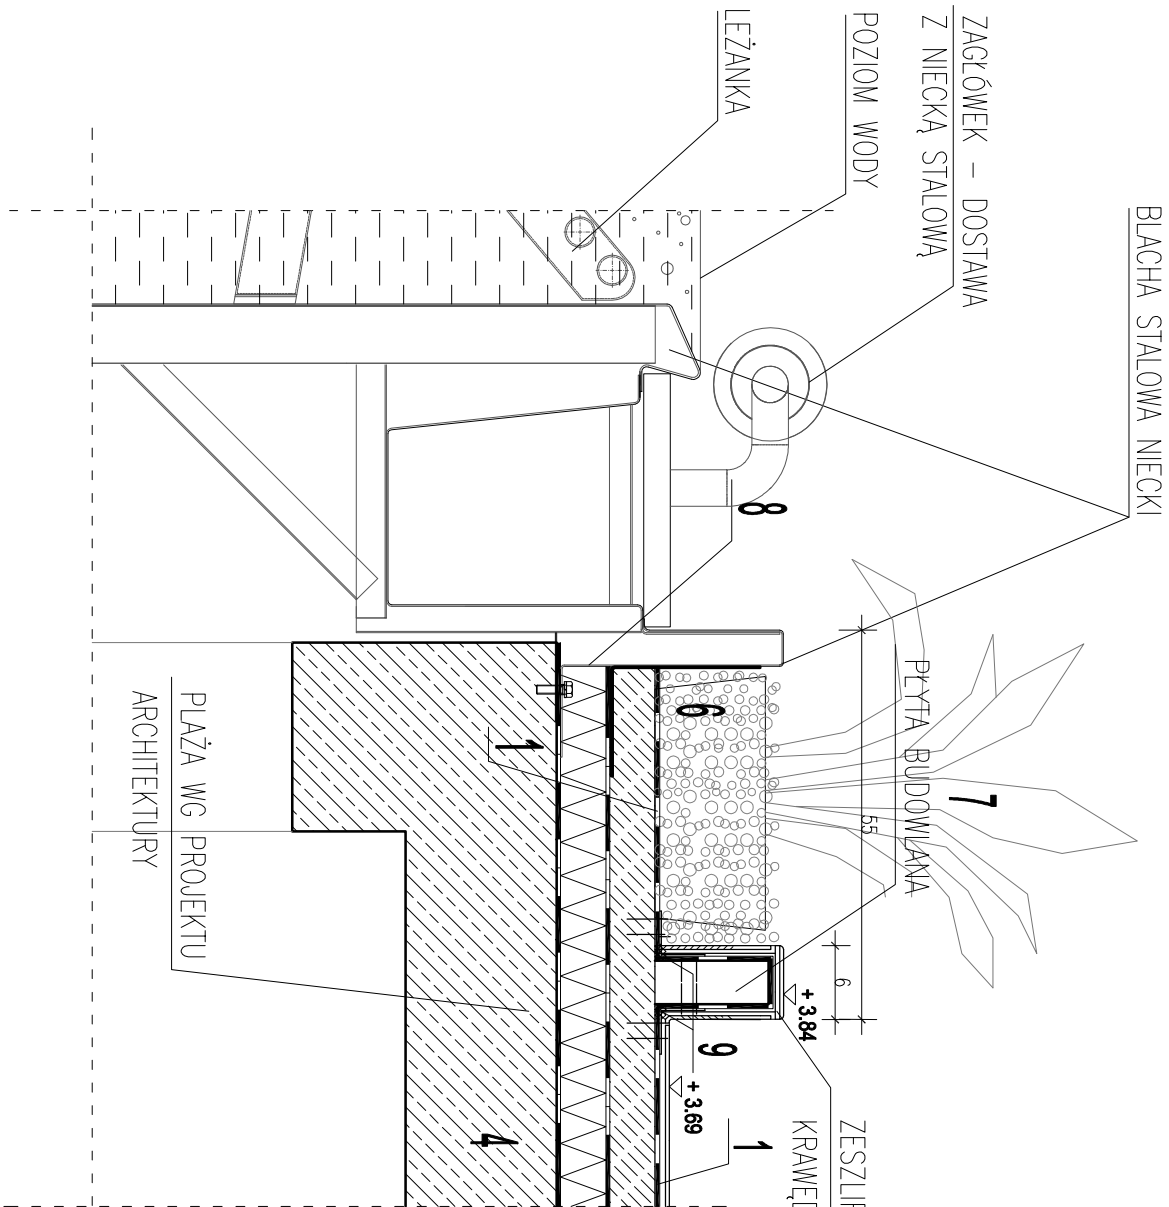 LEŻANKA
POZIOM WODY
ZAGŁÓWEK – DOSTAWA
Z NIECKĄ STALOWĄ
BLACHA STALOWA NIECKI
8
6
1
7
PŁYTA BUDOWLANA
55
6
+ 3.84
9
+ 3.69
1
4
PLAŻA WG PROJEKTU
ARCHITEKTURY